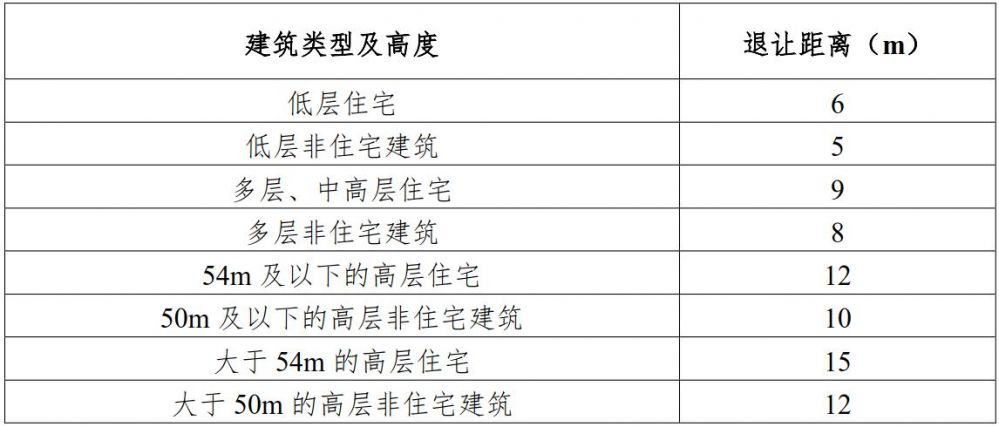 建筑类型及高度 退让距离（m）
低层住宅 6
低层非住宅建筑 5
多层、中高层住宅 9
多层非住宅建筑 8
54m 及以下的高层住宅 12
50m 及以下的高层非住宅建筑 10
大于 54m 的高层住宅 15
大于 50m 的高层非住宅建筑 12